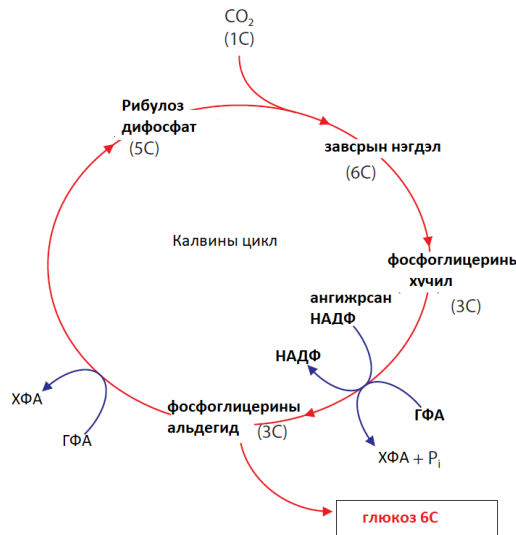 CO₂
(1C)
Рибулоз
дифосфат
(5C)
завсрын нэгдэл
(6C)
Калвины цикл
фосфоглицерины
хүчил
(3C)
ангижрсан
НАДФ
НАДФ
ХФА
ГФА
фосфоглицерины
альдегид (3C)
ГФА
ХФА + Pᵢ
глюкоз 6C